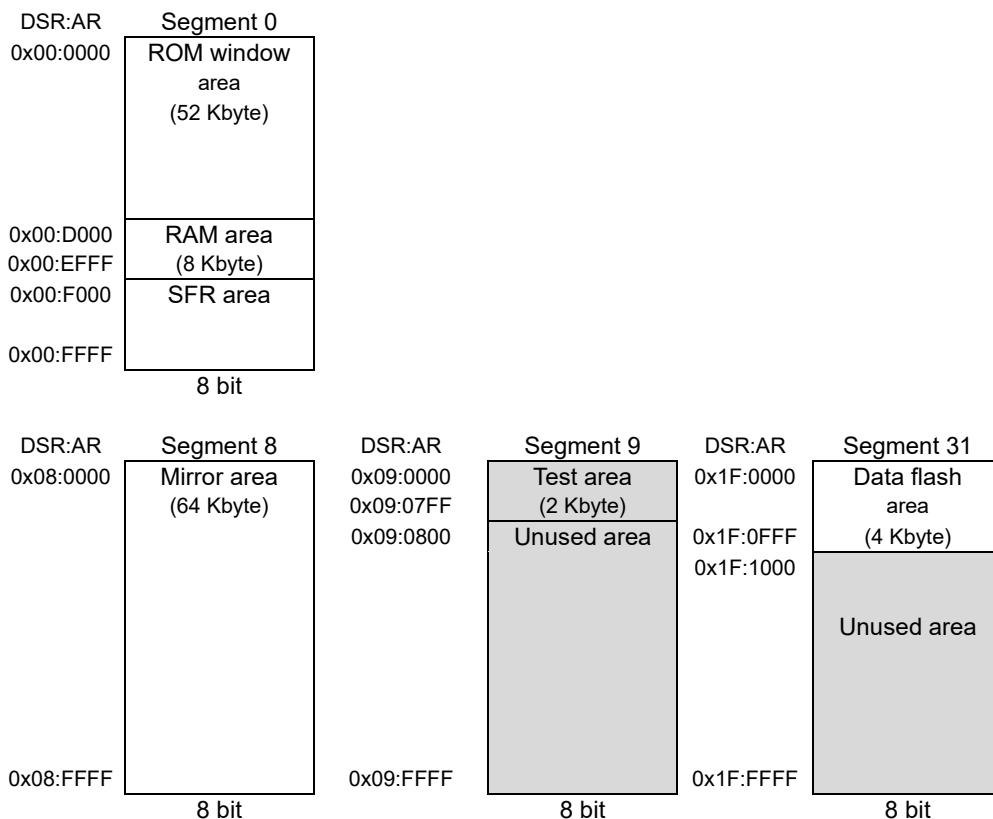 DSR:AR Segment 0
0x00:0000 ROM window
area
(52 Kbyte)
0x00:D000 RAM area
0x00:EFFF (8 Kbyte)
0x00:F000 SFR area
0x00:FFFF
8 bit
DSR:AR Segment 8 DSR:AR Segment 9 DSR:AR Segment 31
0x08:0000 Mirror area 0x09:0000 Test area 0x1F:0000 Data flash
(64 Kbyte) 0x09:07FF (2 Kbyte) area
0x09:0800 Unused area 0x1F:0FFF (4 Kbyte)
0x1F:1000
Unused area
0x08:FFFF 0x09:FFFF 0x1F:FFFF
8 bit 8 bit 8 bit